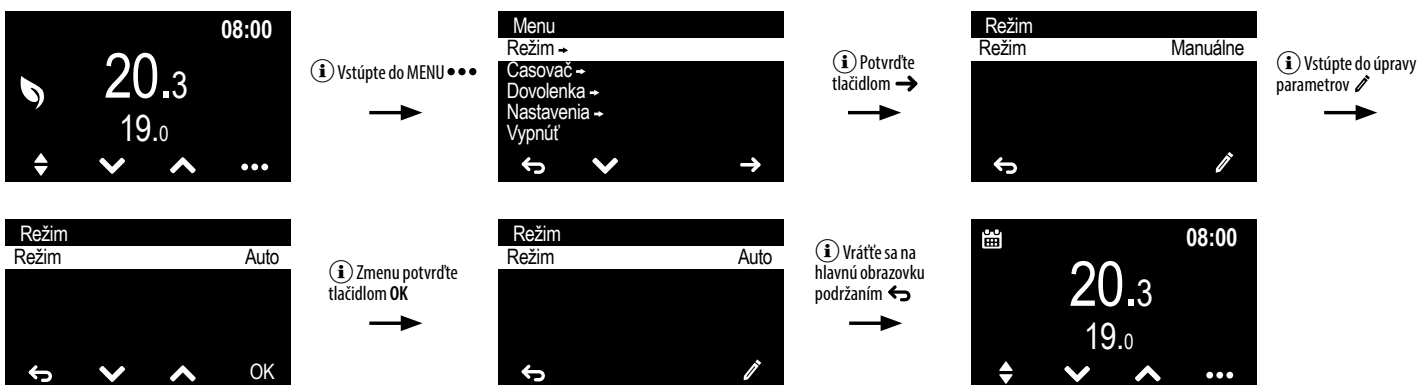 08:00
20.3
19.0
ⓘ Vstúpte do MENU •••
Menu
Režim →
Casovač →
Dovolenka →
Nastavenia →
Vypnúť
ⓘ Potvrďte
tlačidlom →
Režim
Režim Manuálne
ⓘ Vstúpte do úpravy
parametrov
Režim
Režim Auto
OK
ⓘ Zmenu potvrďte
tlačidlom OK
Režim
Režim Auto
ⓘ Vráťťe sa na
hlavnú obrazovku
podržaním
08:00
20.3
19.0